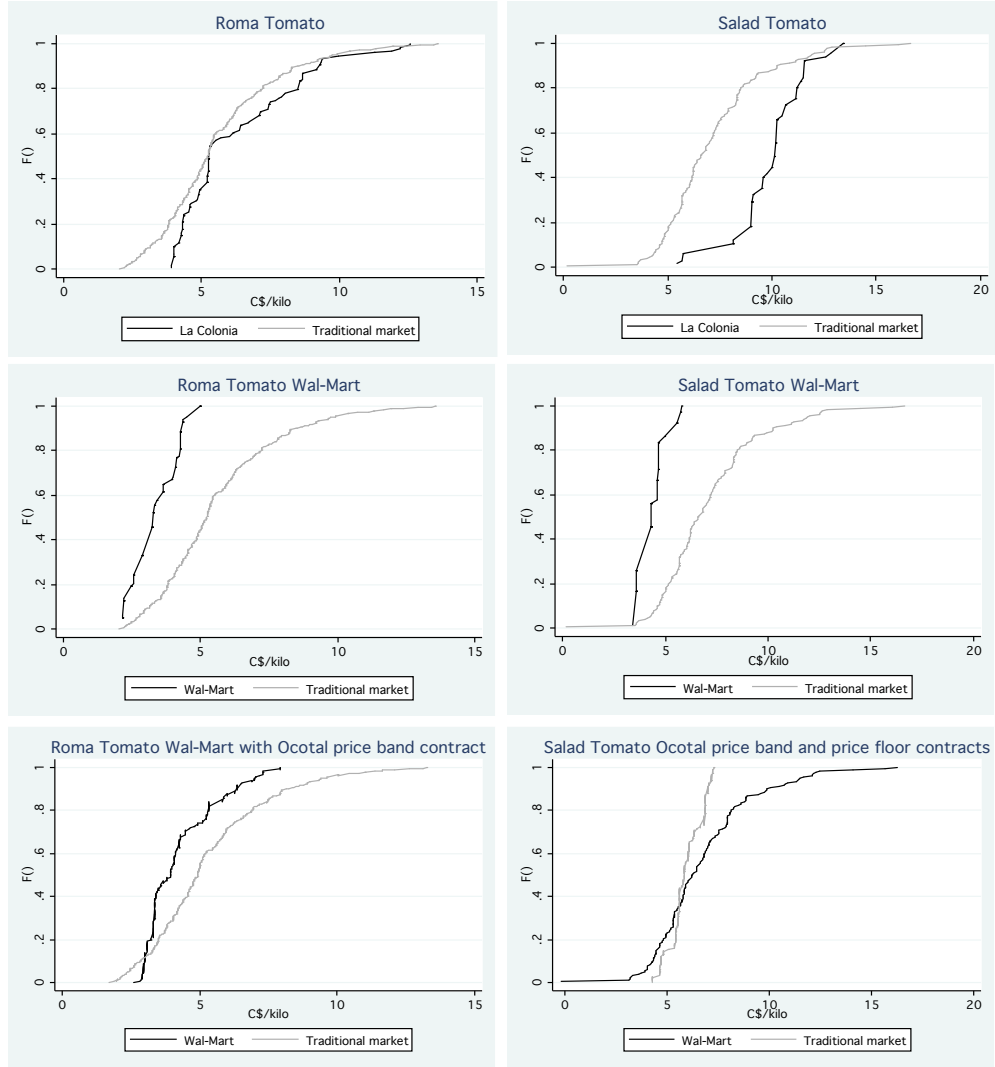 Roma Tomato
F()
0 .2 .4 .6 .8 1
0 5 10 15
C$/kilo
La Colonia Traditional market
Salad Tomato
F()
0 .2 .4 .6 .8 1
0 5 10 15 20
C$/kilo
La Colonia Traditional market
Roma Tomato Wal-Mart
F()
0 .2 .4 .6 .8 1
0 5 10 15
C$/kilo
Wal-Mart Traditional market
Salad Tomato Wal-Mart
F()
0 .2 .4 .6 .8 1
0 5 10 15 20
C$/kilo
Wal-Mart Traditional market
Roma Tomato Wal-Mart with Ocotal price band contract
F()
0 .2 .4 .6 .8 1
0 5 10 15
C$/kilo
Wal-Mart Traditional market
Salad Tomato Ocotal price band and price floor contracts
F()
0 .2 .4 .6 .8 1
0 5 10 15 20
C$/kilo
Wal-Mart Traditional market